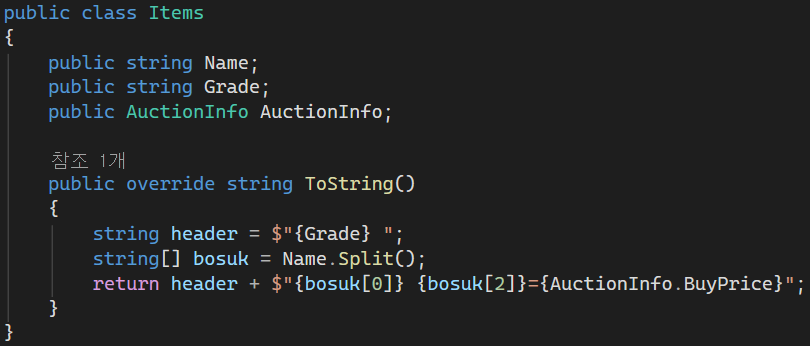 public class Items
{
    public string Name;
    public string Grade;
    public AuctionInfo AuctionInfo;

    참조 1개
    public override string ToString()
    {
        string header = $"{Grade} ";
        string[] bosuk = Name.Split();
        return header + $"{bosuk[0]} {bosuk[2]}={AuctionInfo.BuyPrice}";
    }
}